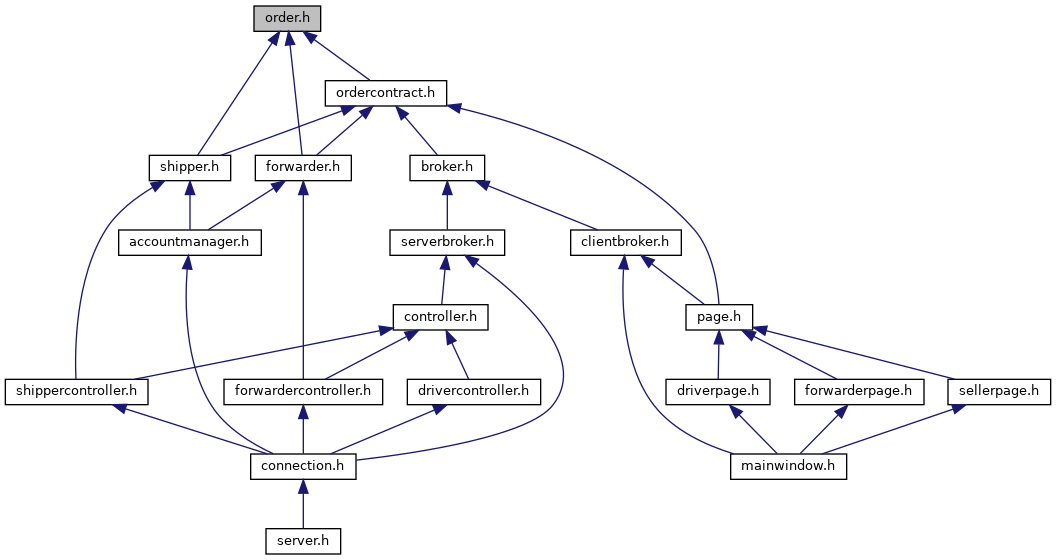 order.h
ordercontract.h
shipper.h
forwarder.h
broker.h
accountmanager.h
serverbroker.h
clientbroker.h
controller.h
page.h
shippercontroller.h
forwardercontroller.h
drivercontroller.h
driverpage.h
forwarderpage.h
sellerpage.h
connection.h
mainwindow.h
server.h